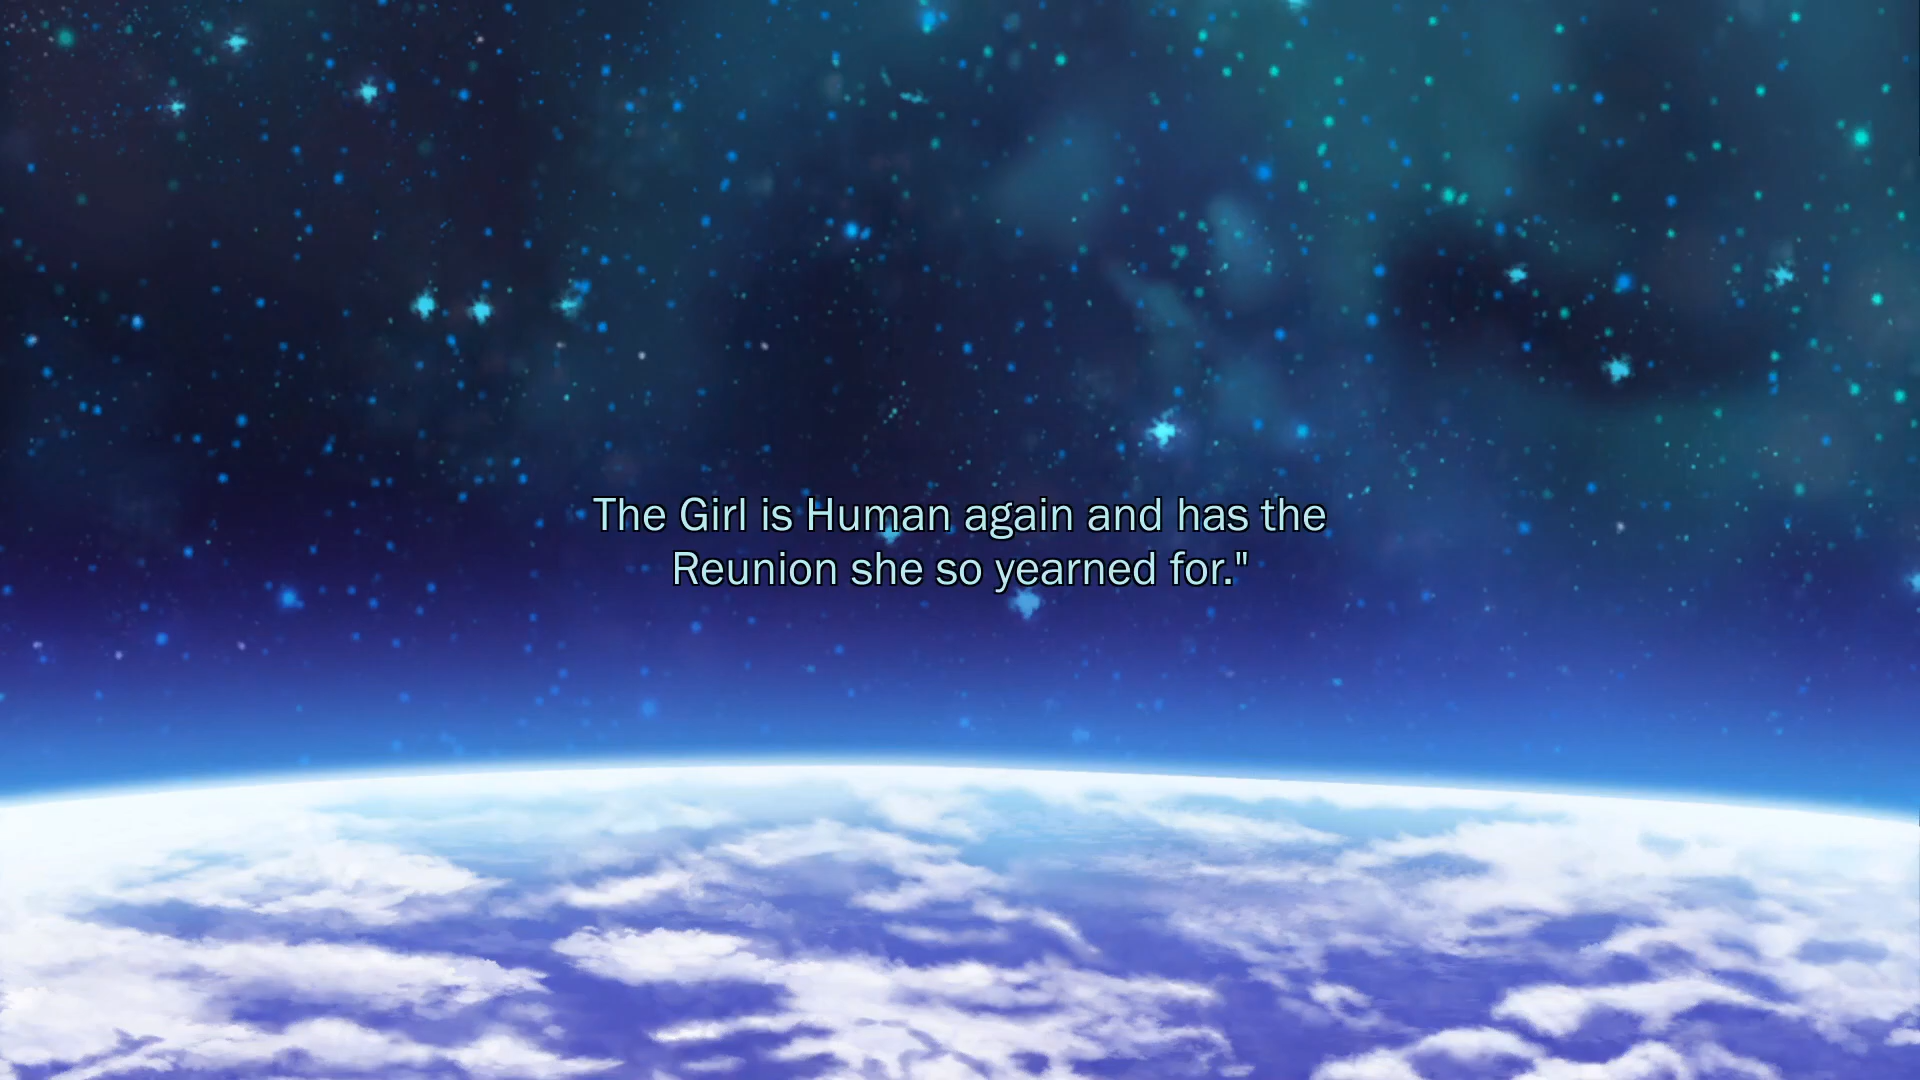 The Girl is Human again and has the
Reunion she so yearned for."